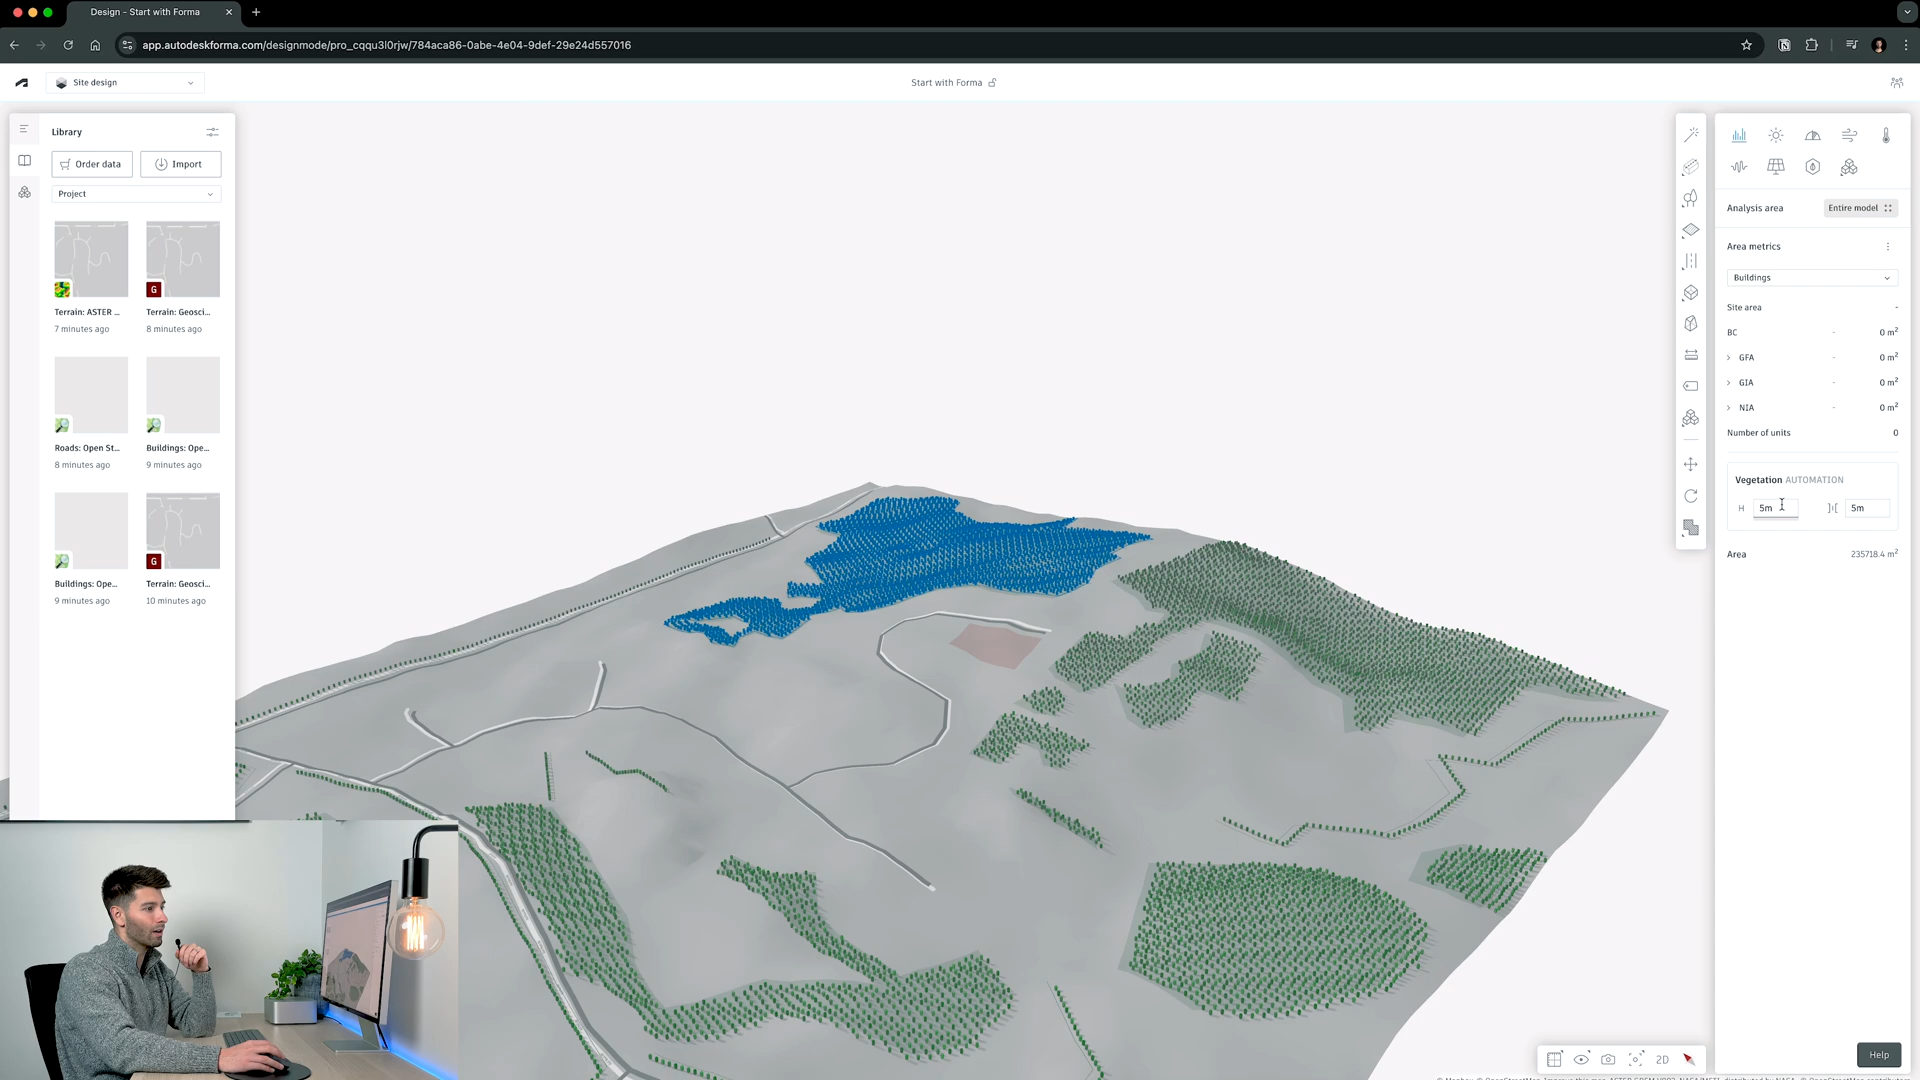 Design - Start with Forma
app.autodeskforma.com/designmode/pro_cqqu3l0rjw/784aca86-0abe-4e04-9def-29e24d557016
Site design
Start with Forma
Library
Order data
Import
Project
Terrain: ASTER ...
7 minutes ago
G
Terrain: Geosci...
8 minutes ago
Roads: Open St...
8 minutes ago
Buildings: Ope...
9 minutes ago
Buildings: Ope...
9 minutes ago
G
Terrain: Geosci...
10 minutes ago
Analysis area
Entire model
Area metrics
Buildings
Site area -
BC - 0 m²
GFA - 0 m²
GIA - 0 m²
NIA - 0 m²
Number of units 0
Vegetation AUTOMATION
H 5m 5m
Area 235718.4 m²
2D
Help